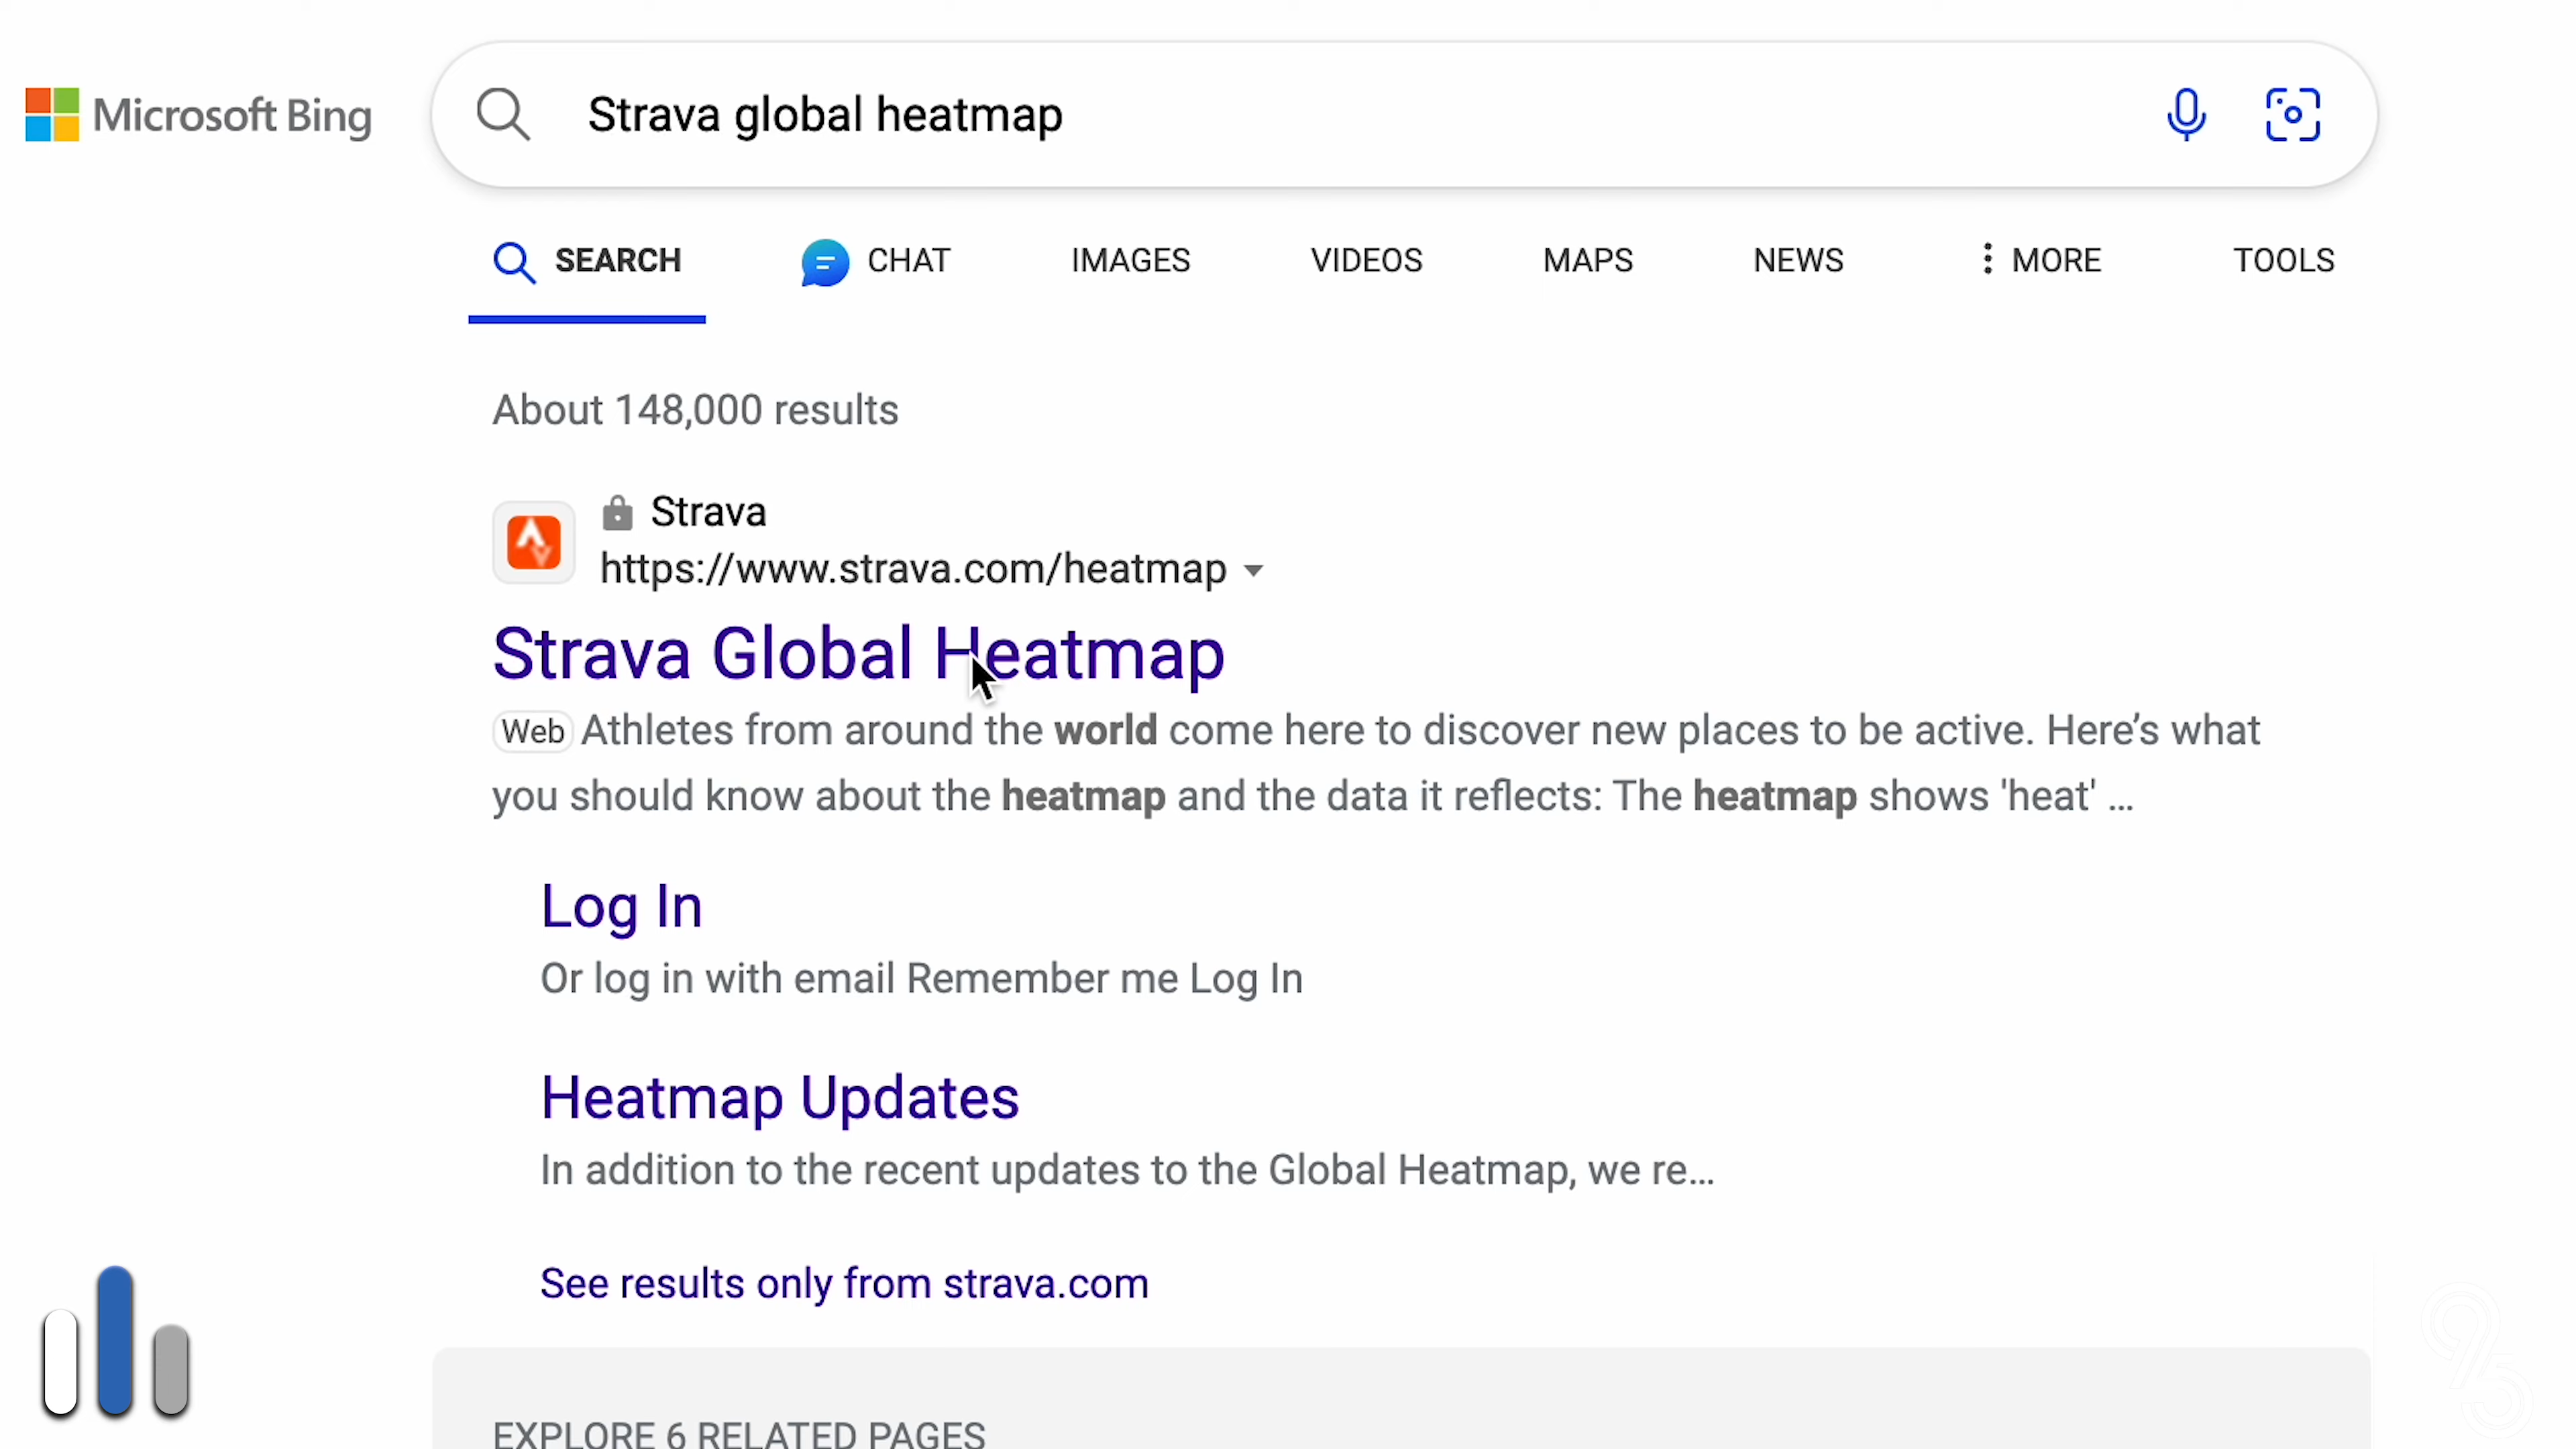 Microsoft Bing
Strava global heatmap
SEARCH
CHAT
IMAGES
VIDEOS
MAPS
NEWS
MORE
TOOLS
About 148,000 results
Strava
https://www.strava.com/heatmap
Strava Global Heatmap
Web Athletes from around the world come here to discover new places to be active. Here’s what
you should know about the heatmap and the data it reflects: The heatmap shows 'heat' ...
Log In
Or log in with email Remember me Log In
Heatmap Updates
In addition to the recent updates to the Global Heatmap, we re...
See results only from strava.com
EXPLORE 6 RELATED PAGES